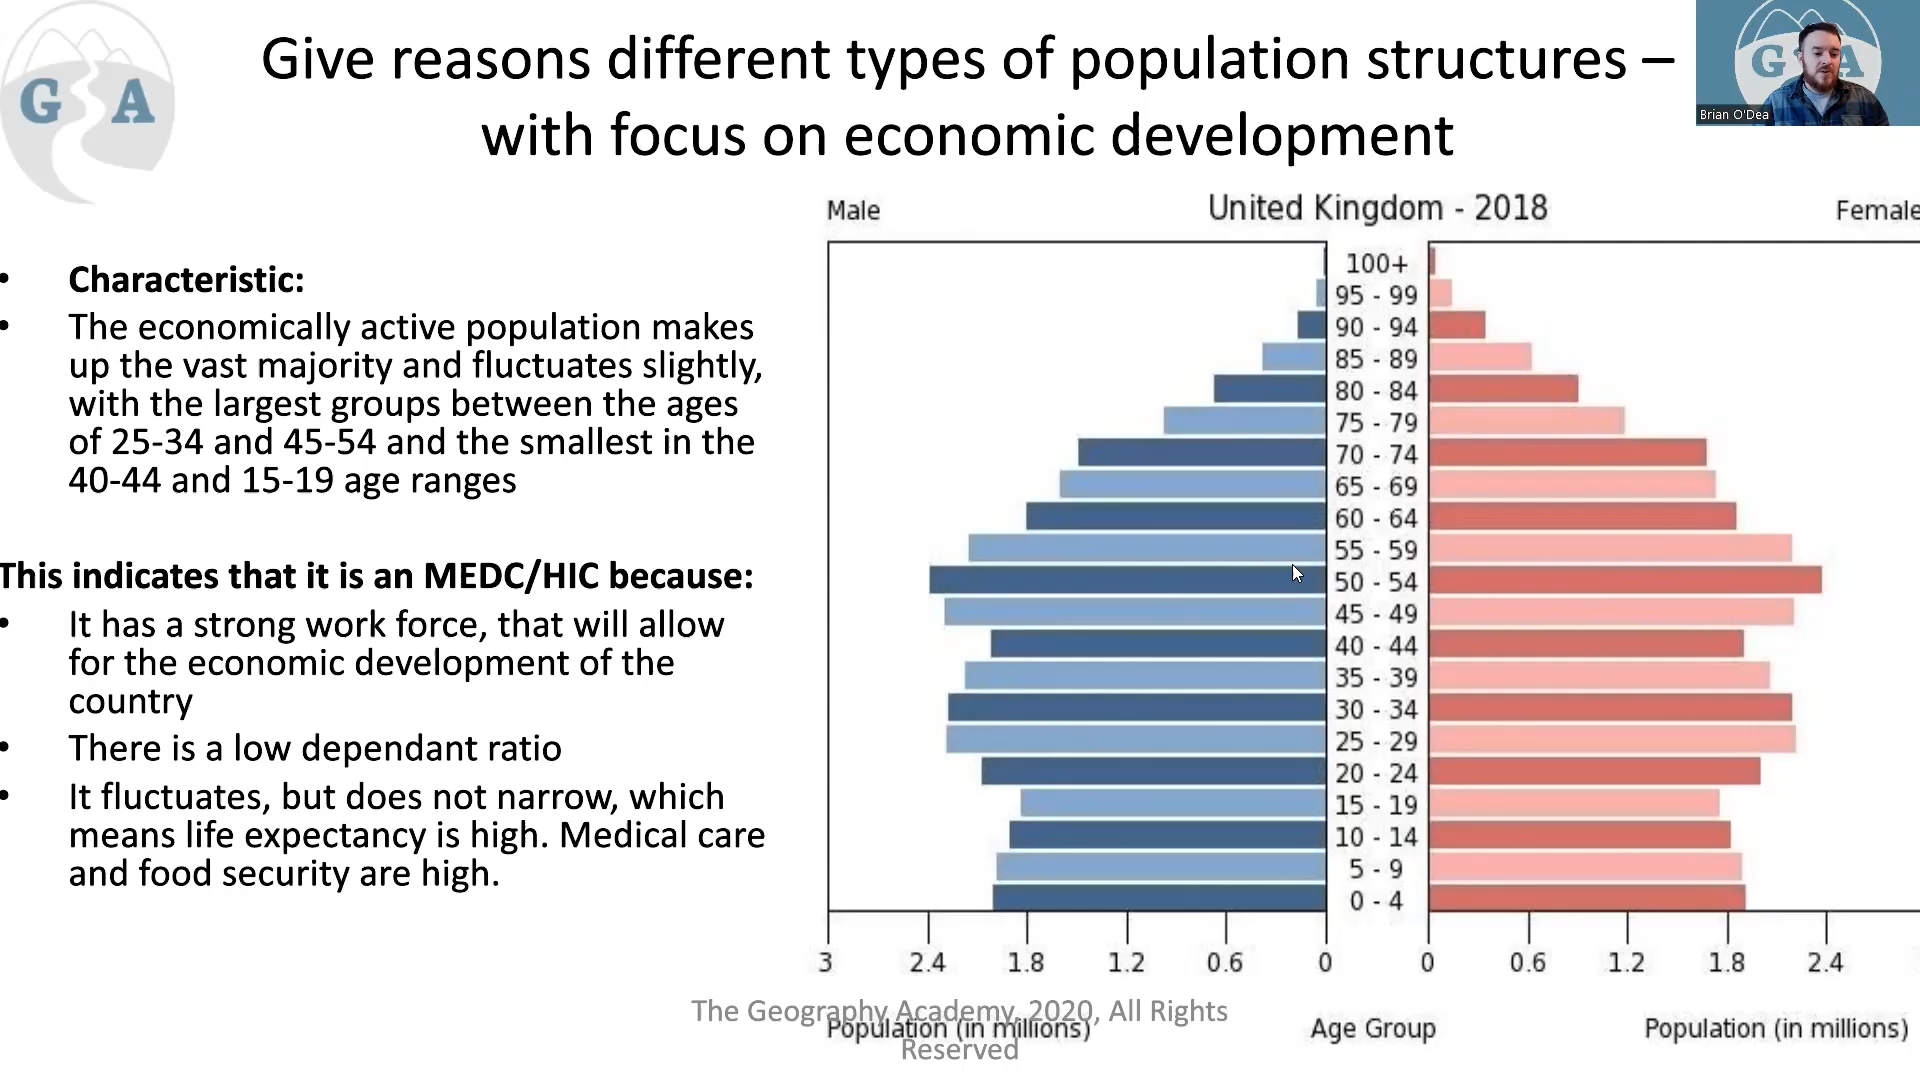 Give reasons different types of population structures –
with focus on economic development
G A
G A
Brian O'Dea
• Characteristic:
• The economically active population makes
up the vast majority and fluctuates slightly,
with the largest groups between the ages
of 25-34 and 45-54 and the smallest in the
40-44 and 15-19 age ranges
This indicates that it is an MEDC/HIC because:
• It has a strong work force, that will allow
for the economic development of the
country
• There is a low dependant ratio
• It fluctuates, but does not narrow, which
means life expectancy is high. Medical care
and food security are high.
Male United Kingdom - 2018 Female
100+
95 - 99
90 - 94
85 - 89
80 - 84
75 - 79
70 - 74
65 - 69
60 - 64
55 - 59
50 - 54
45 - 49
40 - 44
35 - 39
30 - 34
25 - 29
20 - 24
15 - 19
10 - 14
5 - 9
0 - 4
3 2.4 1.8 1.2 0.6 0 0 0.6 1.2 1.8 2.4
Population (in millions) Age Group Population (in millions)
The Geography Academy, 2020, All Rights
Reserved